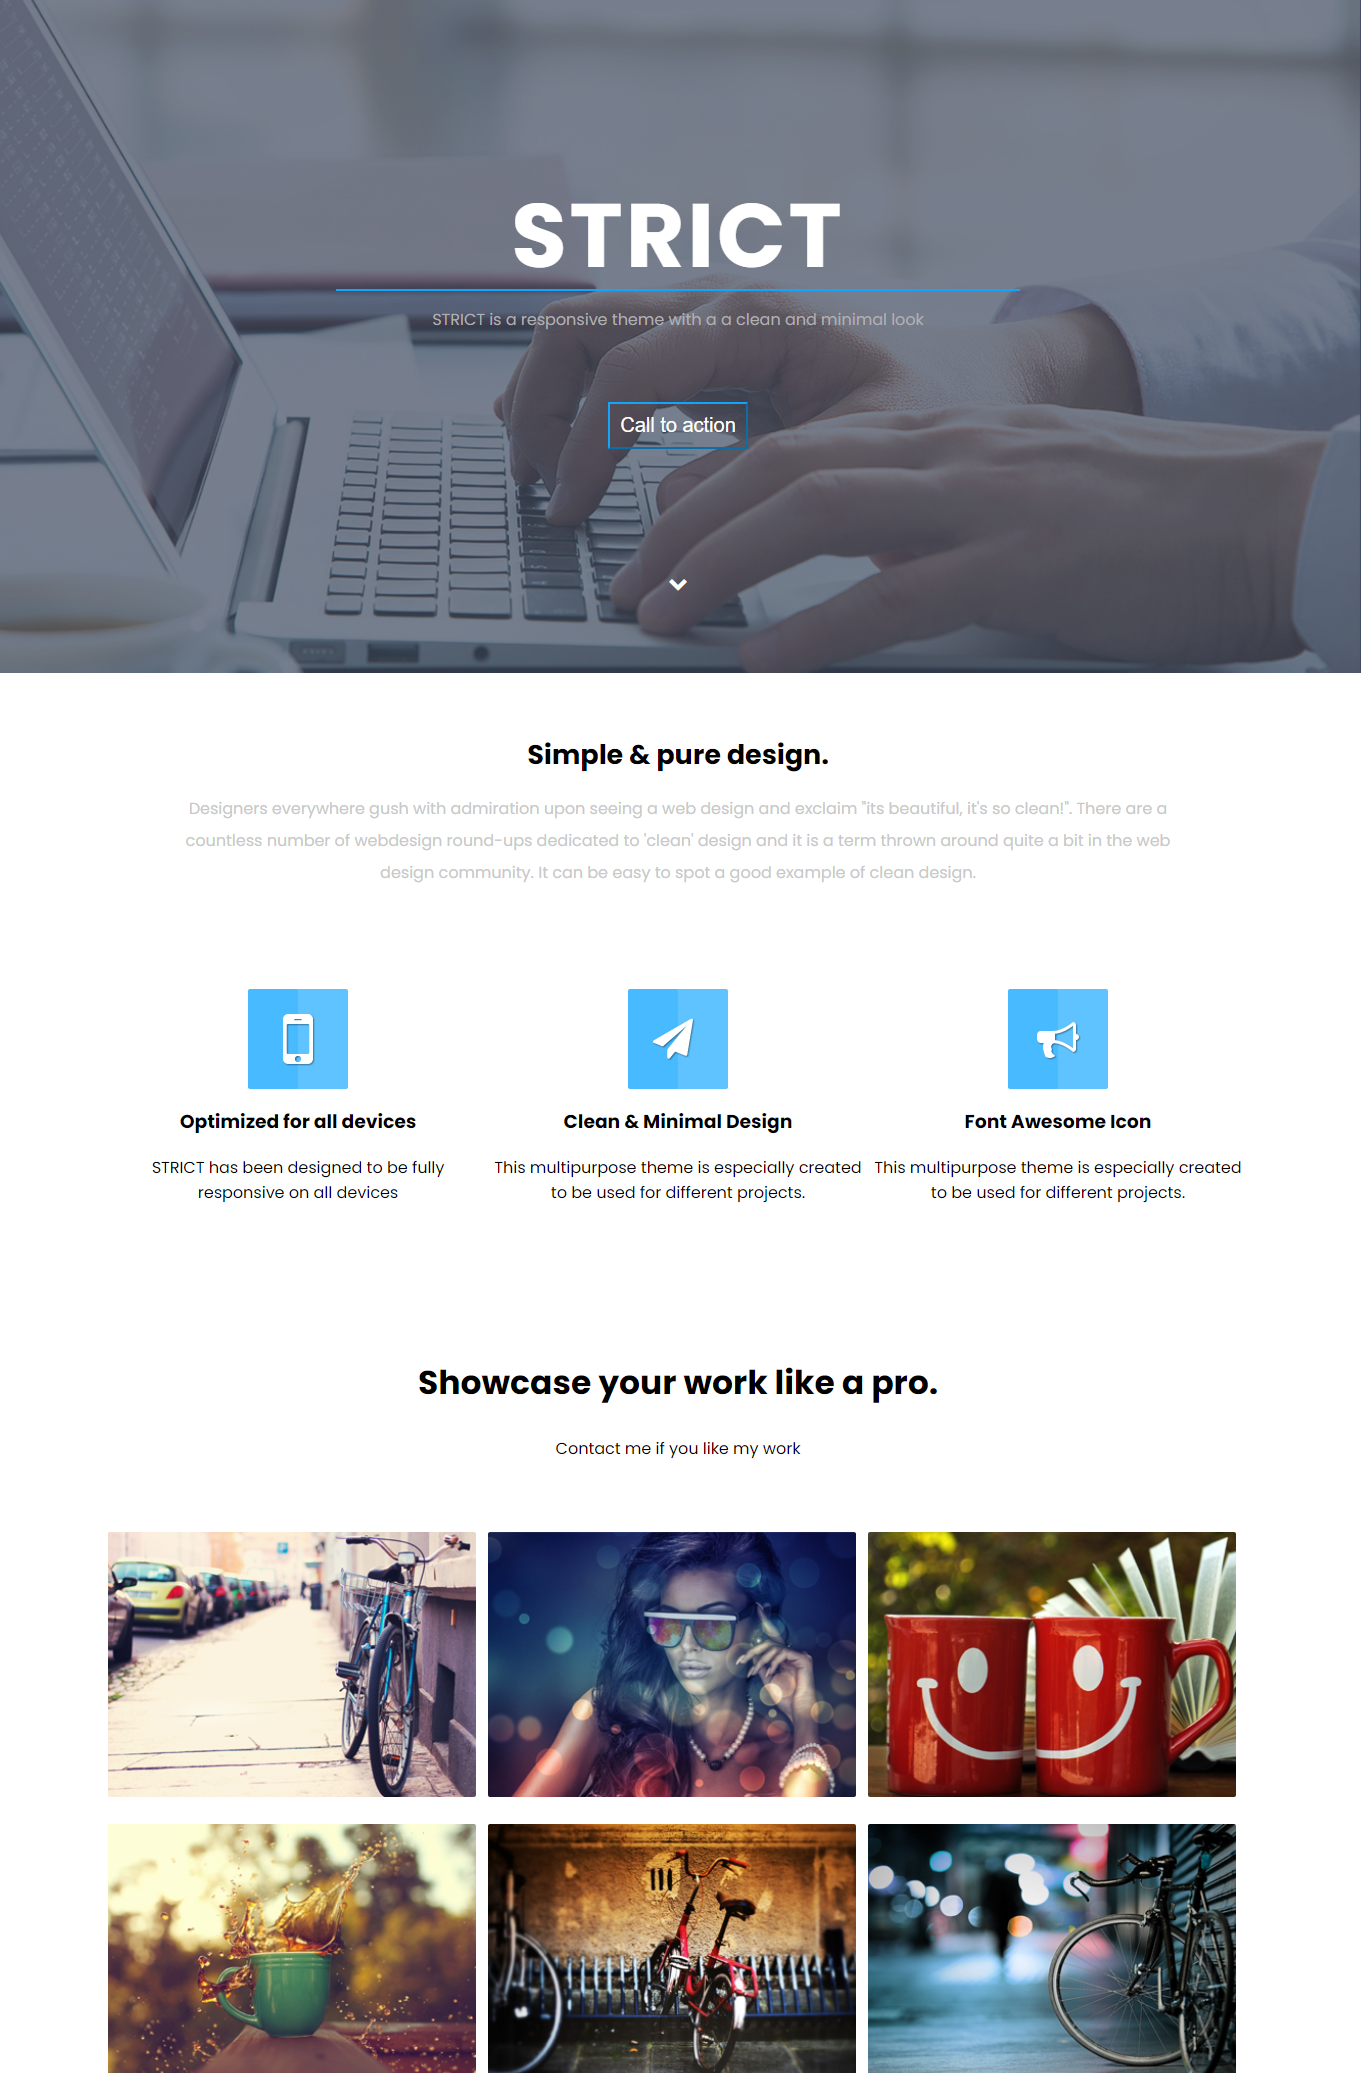 STRICT
STRICT is a responsive theme with a a clean and minimal look
Call to action
Simple & pure design.
Designers everywhere gush with admiration upon seeing a web design and exclaim "its beautiful, it's so clean!". There are a
countless number of webdesign round-ups dedicated to 'clean' design and it is a term thrown around quite a bit in the web
design community. It can be easy to spot a good example of clean design.
Optimized for all devices
STRICT has been designed to be fully
responsive on all devices
Clean & Minimal Design
This multipurpose theme is especially created
to be used for different projects.
Font Awesome Icon
This multipurpose theme is especially created
to be used for different projects.
Showcase your work like a pro.
Contact me if you like my work